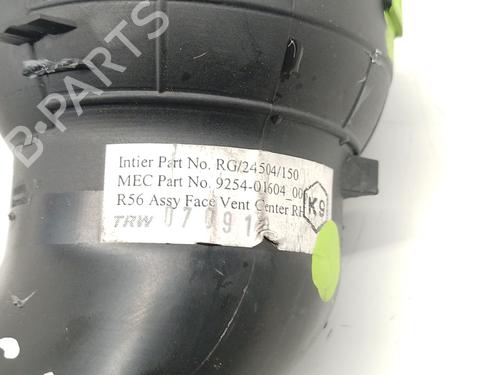 B-PARTS
Intier Part No. RG/24504/150
MEC Part No. 9254-01604_00
R56 Assy Face Vent Center RH
K9
TRW